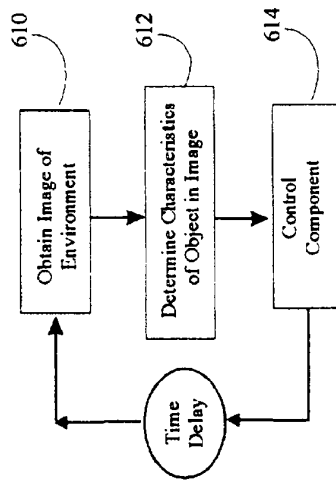 610
Obtain Image of
Environment
612
Determine Characteristics
of Object in Image
614
Control
Component
Time
Delay